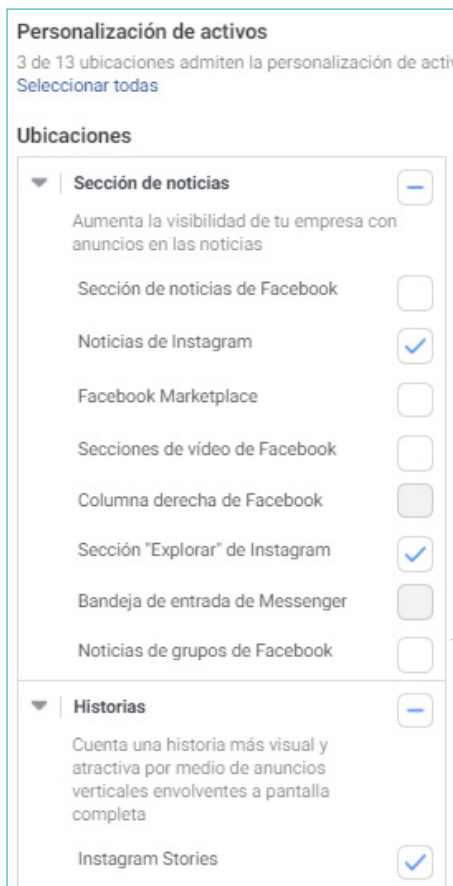 Personalización de activos
3 de 13 ubicaciones admiten la personalización de
Seleccionar todas
Ubicaciones
Sección de noticias
Aumenta la visibilidad de tu empresa con
anuncios en las noticias
Sección de noticias de Facebook
Noticias de Instagram
Facebook Marketplace
Secciones de vídeo de Facebook
Columna derecha de Facebook
Sección "Explorar" de Instagram
Bandeja de entrada de Messenger
Noticias de grupos de Facebook
Historias
Cuenta una historia más visual y
atractiva por medio de anuncios
verticales envolventes a pantalla
completa
Instagram Stories